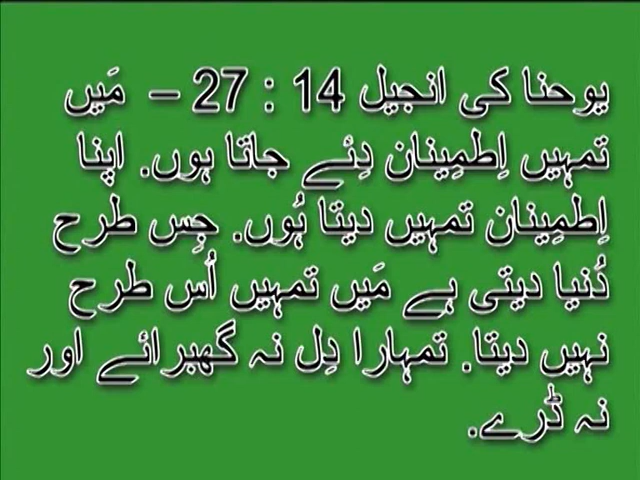 یوحنا کی انجیل 14 : 27 – مَیں
تمہیں اِطمِینان دِئے جاتا ہوں. اپنا
اِطمِینان تمہیں دیتا ہُوں. جِس طرح
دُنیا دیتی ہے مَیں تمہیں اُس طرح
نہیں دیتا. تمہارا دِل نہ گھبرائے اور
نہ ڈرے.